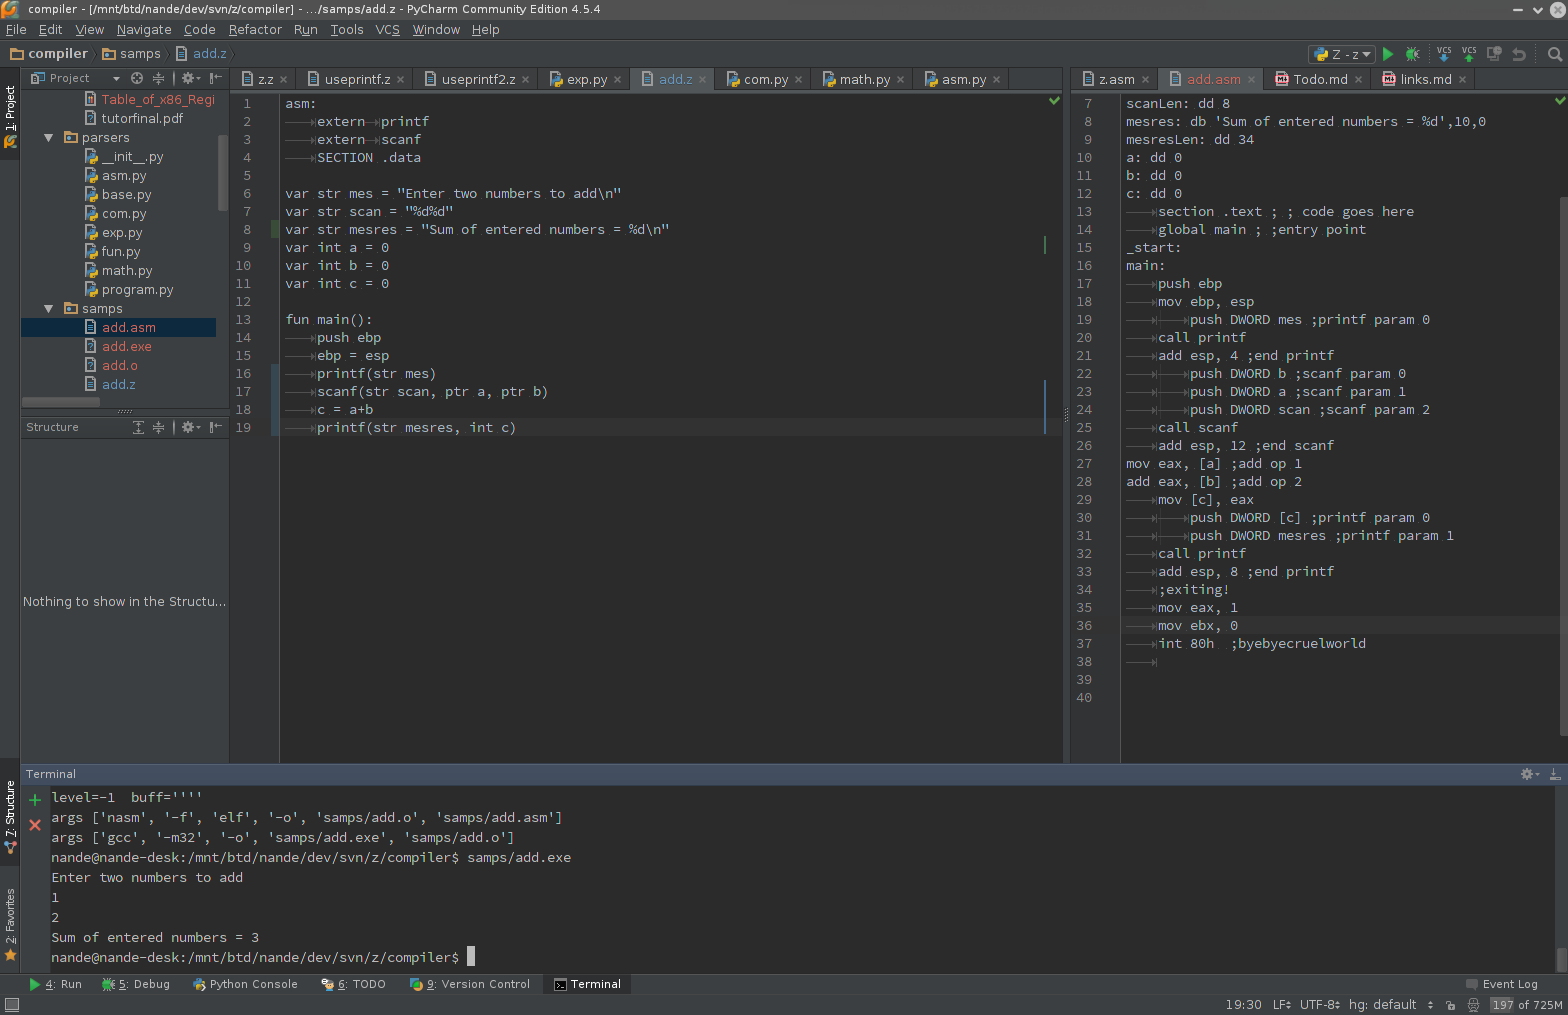 compiler - [/mnt/btd/nande/dev/svn/z/compiler] - .../samps/add.z - PyCharm Community Edition 4.5.4
File Edit View Navigate Code Refactor Run Tools VCS Window Help
compiler samps add.z
Z - z
VCS VCS
1: Project
7: Structure
2: Favorites
Project
Table_of_x86_Regi
tutorfinal.pdf
parsers
__init__.py
asm.py
base.py
com.py
exp.py
fun.py
math.py
program.py
samps
add.asm
add.exe
add.o
add.z
Structure
Nothing to show in the Structu...
z.z useprintf.z useprintf2.z exp.py add.z com.py math.py asm.py
1 asm:
2 extern printf
3 extern scanf
4 SECTION .data
5
6 var str mes = "Enter two numbers to add\n"
7 var str scan = "%d%d"
8 var str mesres = "Sum of entered numbers = %d\n"
9 var int a = 0
10 var int b = 0
11 var int c = 0
12
13 fun main():
14 push ebp
15 ebp = esp
16 printf(str mes)
17 scanf(str scan, ptr a, ptr b)
18 c = a+b
19 printf(str mesres, int c)
z.asm add.asm Todo.md links.md
7 scanLen: dd 8
8 mesres: db 'Sum of entered numbers = %d',10,0
9 mesresLen: dd 34
10 a: dd 0
11 b: dd 0
12 c: dd 0
13 section .text ; ; code goes here
14 global main ; ;entry point
15 _start:
16 main:
17 push ebp
18 mov ebp, esp
19 push DWORD mes ;printf param 0
20 call printf
21 add esp, 4 ;end printf
22 push DWORD b ;scanf param 0
23 push DWORD a ;scanf param 1
24 push DWORD scan ;scanf param 2
25 call scanf
26 add esp, 12 ;end scanf
27 mov eax, [a] ;add op 1
28 add eax, [b] ;add op 2
29 mov [c], eax
30 push DWORD [c] ;printf param 0
31 push DWORD mesres ;printf param 1
32 call printf
33 add esp, 8 ;end printf
34 ;exiting!
35 mov eax, 1
36 mov ebx, 0
37 int 80h  ;byebyecruelworld
38
39
40
Terminal
level=-1  buff=''''
args ['nasm', '-f', 'elf', '-o', 'samps/add.o', 'samps/add.asm']
args ['gcc', '-m32', '-o', 'samps/add.exe', 'samps/add.o']
nande@nande-desk:/mnt/btd/nande/dev/svn/z/compiler$ samps/add.exe
Enter two numbers to add
1
2
Sum of entered numbers = 3
nande@nande-desk:/mnt/btd/nande/dev/svn/z/compiler$
4: Run 5: Debug Python Console 6: TODO 9: Version Control Terminal Event Log
19:30 LF UTF-8 hg: default 197 of 725M